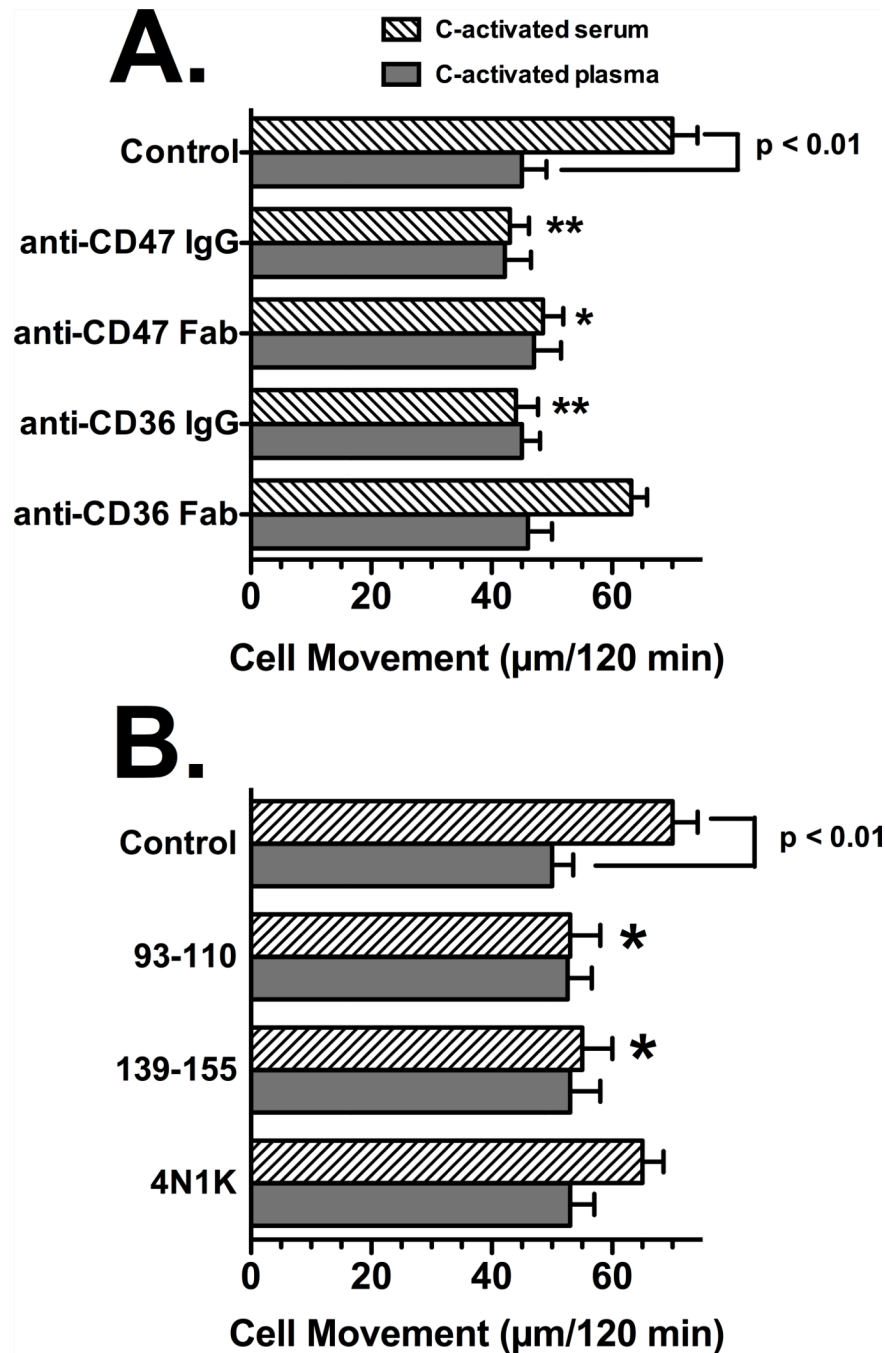 A.
C-activated serum
C-activated plasma
Control
p < 0.01
anti-CD47 IgG
**
anti-CD47 Fab
*
anti-CD36 IgG
**
anti-CD36 Fab
0 20 40 60
Cell Movement (µm/120 min)
B.
Control
p < 0.01
93-110
*
139-155
*
4N1K
0 20 40 60
Cell Movement (µm/120 min)